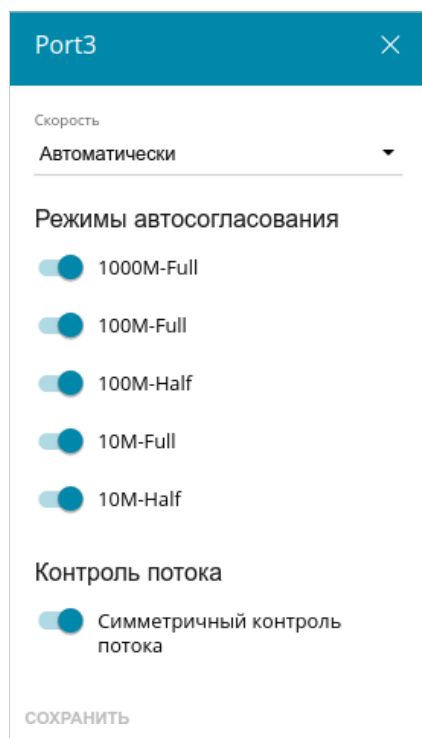 Port3
Скорость
Автоматически
Режимы автосогласования
1000M-Full
100M-Full
100M-Half
10M-Full
10M-Half
Контроль потока
Симметричный контроль
потока
СОХРАНИТЬ